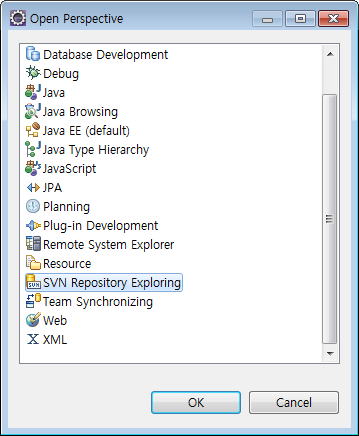 Open Perspective
Database Development
Debug
Java
Java Browsing
Java EE (default)
Java Type Hierarchy
JavaScript
JPA
Planning
Plug-in Development
Remote System Explorer
Resource
SVN Repository Exploring
Team Synchronizing
Web
XML
OK
Cancel